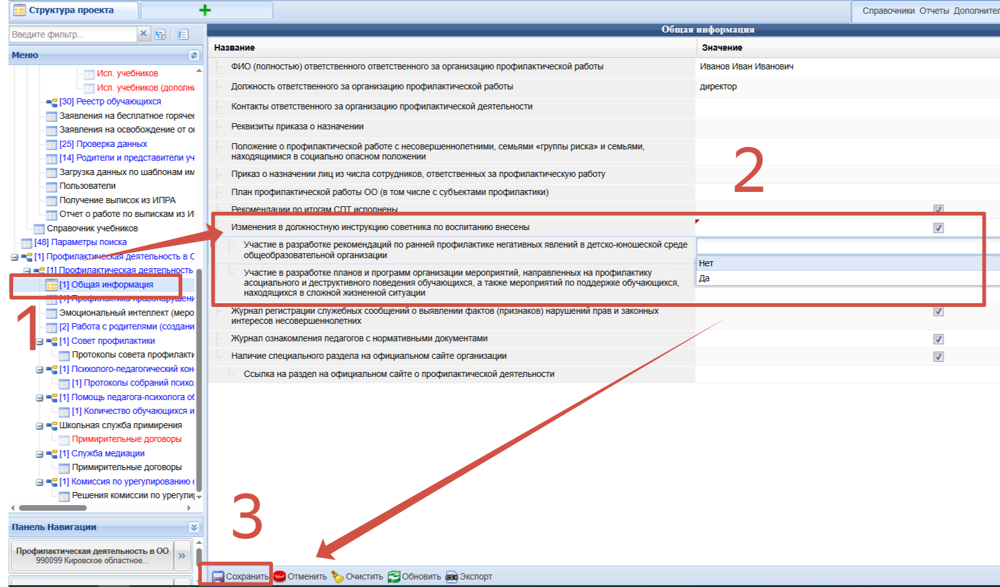 Структура проекта
Справочники Отчеты
Введите фильтр...
Общая информация
Меню
Название
Значение
Исп. учебников
Исп. учебников
[30] Реестр обучающихся
Заявления на бесплатное горячее
Заявления на освобождение от
[25] Проверка данных
[14] Родители и представители
Загрузка данных по шаблонам
Пользователи
Получение выписок из ИПРА
Отчет о работе по выпискам из
Справочник учебников
[48] Параметры поиска
[1] Профилактическая деятельность в
[1] Профилактическая деятельность
[1] Общая информация
[1] Профилактика
Эмоциональный интеллект
[2] Работа с родителями
[1] Совет профилактики
Протоколы совета
[1] Психолого-педагогический
[1] Протоколы собраний
[1] Помощь педагога-психолога
[1] Количество обучающихся и
Школьная служба примирения
Примирительные договоры
[1] Служба медиации
Примирительные договоры
[1] Комиссия по урегулированию
Решения комиссии по
Панель Навигации
Профилактическая деятельность в ОО
990099 Кировское областное...
ФИО (полностью) ответственного ответственного за организацию профилактической работы
Иванов Иван Иванович
Должность ответственного за организацию профилактической работы
директор
Контакты ответственного за организацию профилактической деятельности
Реквизиты приказа о назначении
Положение о профилактической работе с несовершеннолетними, семьями «группы риска» и семьями,
находящимися в социально опасном положении
Приказ о назначении лиц из числа сотрудников, ответственных за профилактическую работу
План профилактической работы ОО (в том числе с субъектами профилактики)
Рекомендации по итогам СПТ исполнены
Изменения в должностную инструкцию советника по воспитанию внесены
Участие в разработке рекомендаций по ранней профилактике негативных явлений в детско-юношеской среде
общеобразовательной организации
Нет
Да
Участие в разработке планов и программ организации мероприятий, направленных на профилактику
асоциального и деструктивного поведения обучающихся, а также мероприятий по поддержке обучающихся,
находящихся в сложной жизненной ситуации
Журнал регистрации служебных сообщений о выявлении фактов (признаков) нарушений прав и законных
интересов несовершеннолетних
Журнал ознакомления педагогов с нормативными документами
Наличие специального раздела на официальном сайте организации
Ссылка на раздел на официальном сайте о профилактической деятельности
1
2
3
Сохранить Отменить Очистить Обновить CSV Экспорт